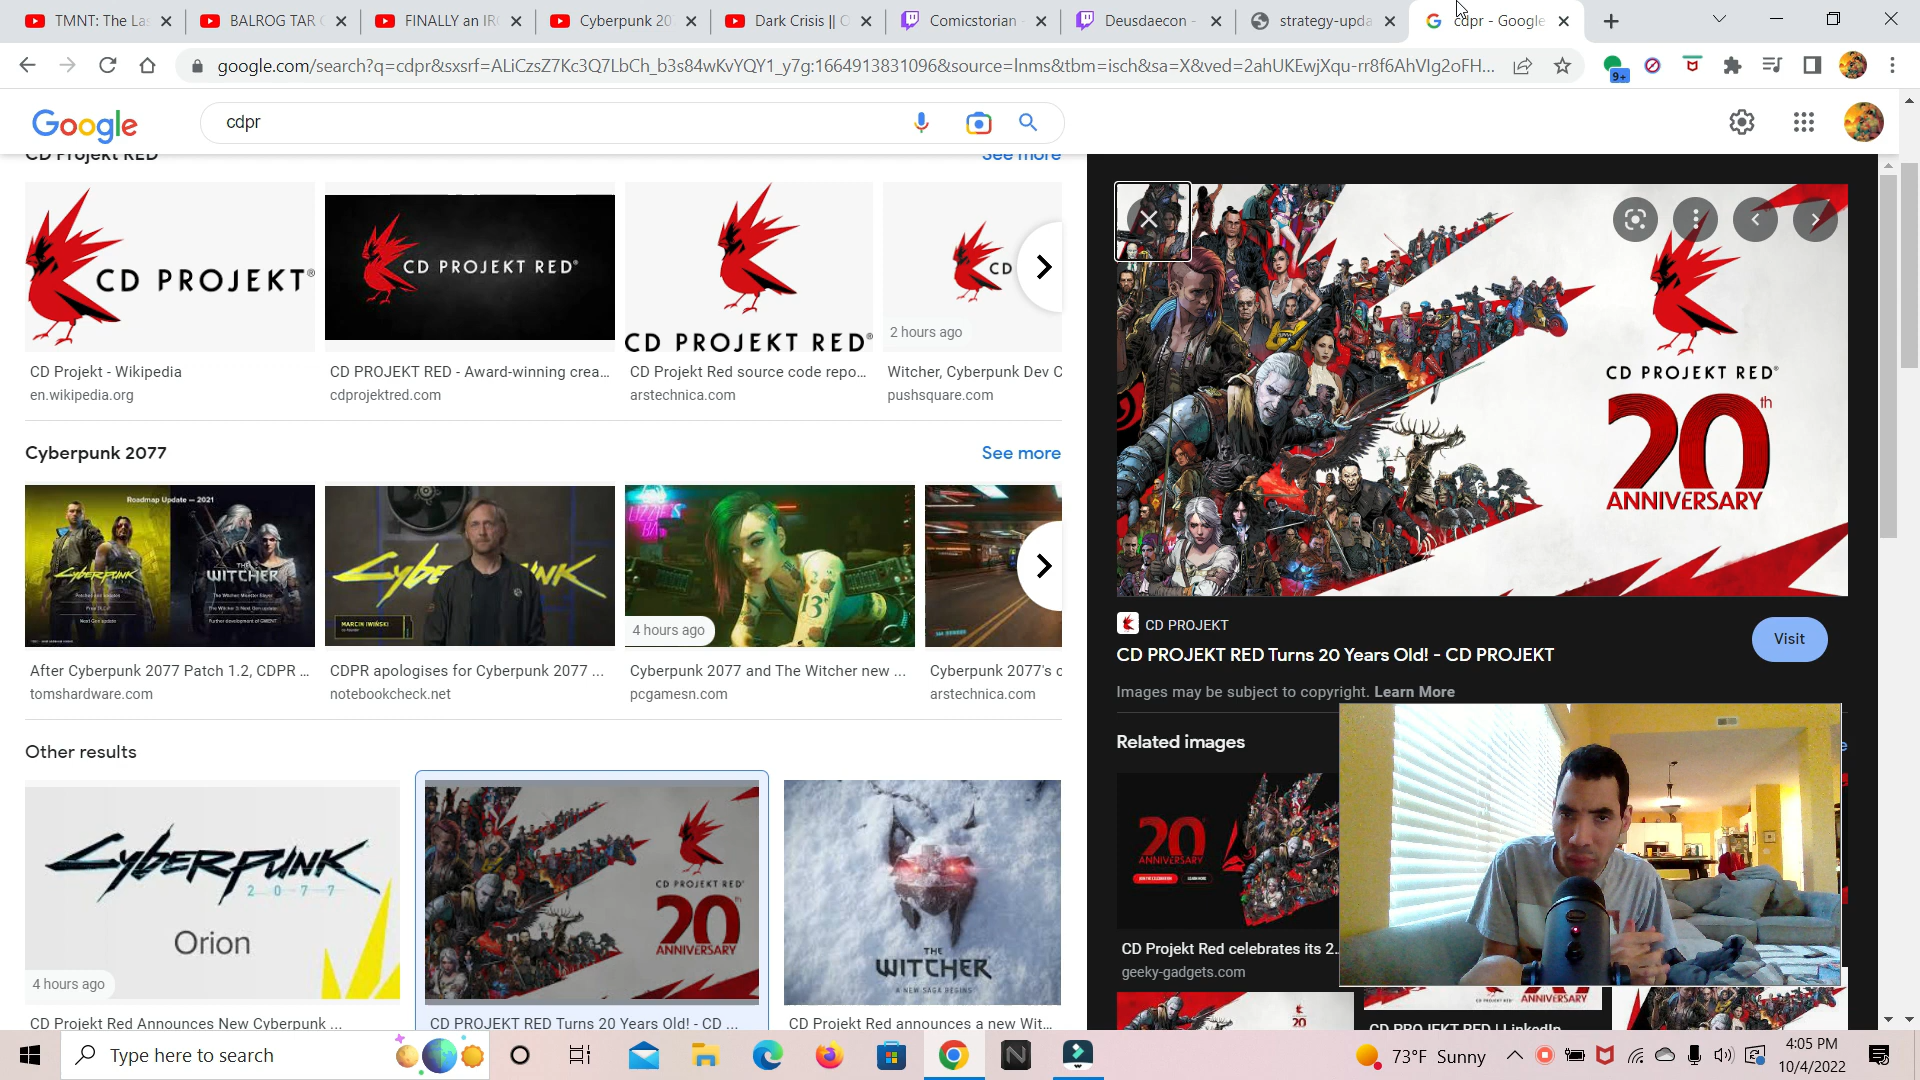 TMNT: The La
BALROG TAR
FINALLY an IR
Cyberpunk 20
Dark Crisis ||
Comicstorian
Deusdaecon -
strategy-upda
cdpr - Google
google.com/search?q=cdpr&sxsrf=ALiCzsZ7Kc3Q7LbCh_b3s84wKvYQY1_y7g:1664913831096&source=lnms&tbm=isch&sa=X&ved=2ahUKEwjXqu-rr8f6AhVIg2oFH...
9+
Google
cdpr
CD Projekt RED
See more
CD PROJEKT®
CD PROJEKT RED®
CD PROJEKT RED®
CD
2 hours ago
CD Projekt - Wikipedia
en.wikipedia.org
CD PROJEKT RED - Award-winning crea...
cdprojektred.com
CD Projekt Red source code repo...
arstechnica.com
Witcher, Cyberpunk Dev C
pushsquare.com
Cyberpunk 2077
See more
Roadmap Update — 2021
Cyberpunk
THE WITCHER
MARCIN IWIŃSKI
4 hours ago
After Cyberpunk 2077 Patch 1.2, CDPR ...
tomshardware.com
CDPR apologises for Cyberpunk 2077 ...
notebookcheck.net
Cyberpunk 2077 and The Witcher new ...
pcgamesn.com
Cyberpunk 2077's c
arstechnica.com
Other results
Cyberpunk
2077
Orion
4 hours ago
CD PROJEKT RED®
20th
ANNIVERSARY
THE
WITCHER
A NEW SAGA BEGINS
CD Projekt Red Announces New Cyberpunk ...
CD PROJEKT RED Turns 20 Years Old! - CD ...
CD Projekt Red announces a new Wit...
CD PROJEKT RED®
20th
ANNIVERSARY
CD PROJEKT
CD PROJEKT RED Turns 20 Years Old! - CD PROJEKT
Visit
Images may be subject to copyright. Learn More
Related images
20
ANNIVERSARY
CD Projekt Red celebrates its 2...
geeky-gadgets.com
20
ANNIVERSARY
CD PROJEKT RED | LinkedIn
Type here to search
73°F Sunny
4:05 PM
10/4/2022